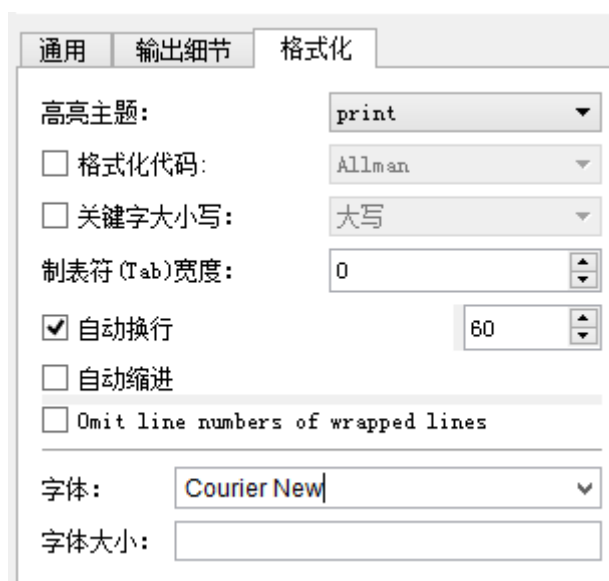 通用 输出细节 格式化
高亮主题: print
格式化代码: Allman
关键字大小写: 大写
制表符(Tab)宽度: 0
自动换行 60
自动缩进
Omit line numbers of wrapped lines
字体: Courier New
字体大小: